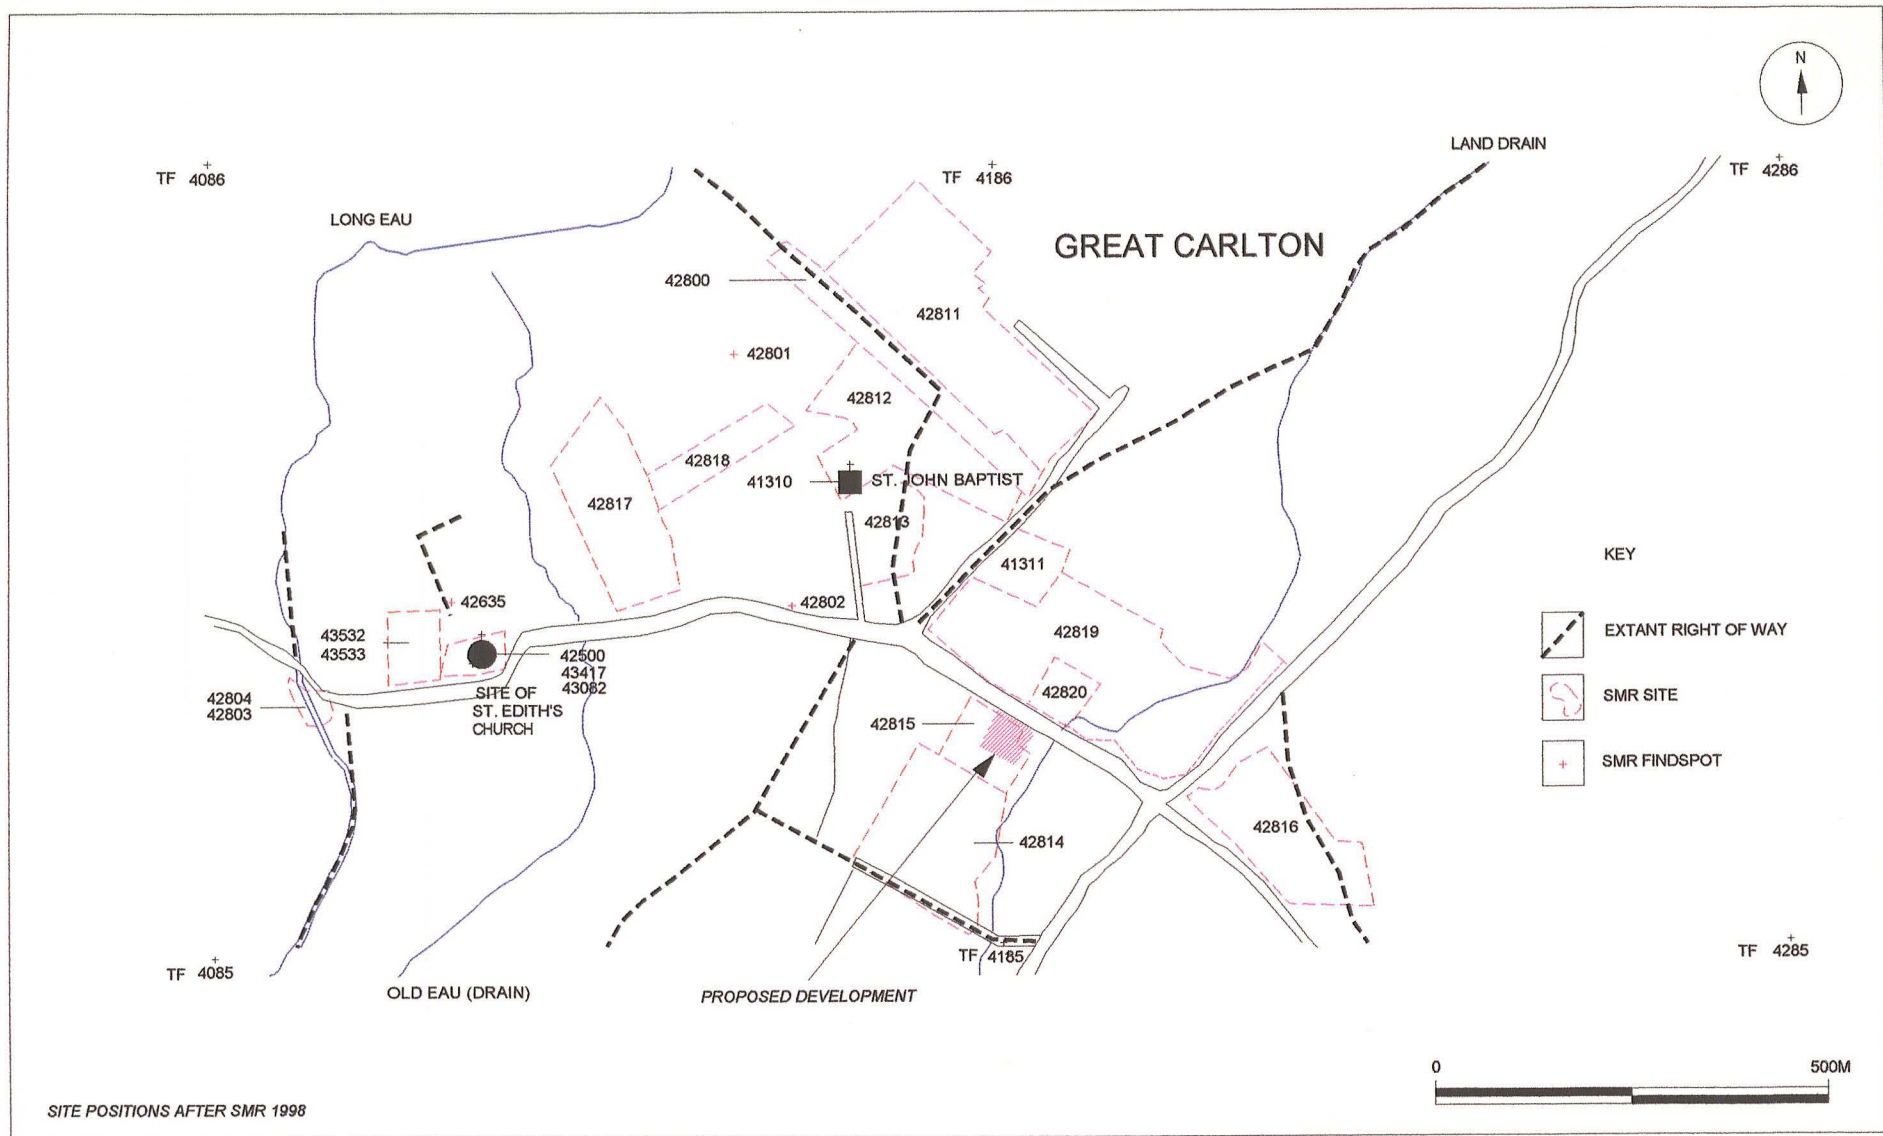 N
LAND DRAIN
TF 4086
TF 4186
TF 4286
LONG EAU
GREAT CARLTON
42800
42811
42801
42812
42818
41310
ST. JOHN BAPTIST
42817
42813
KEY
41311
42635
42802
EXTANT RIGHT OF WAY
43532
43533
42819
42500
43417
43082
42804
42803
SITE OF
ST. EDITH'S
CHURCH
42820
SMR SITE
42815
SMR FINDSPOT
42816
42814
TF 4085
TF 4185
TF 4285
OLD EAU (DRAIN)
PROPOSED DEVELOPMENT
0 500M
SITE POSITIONS AFTER SMR 1998